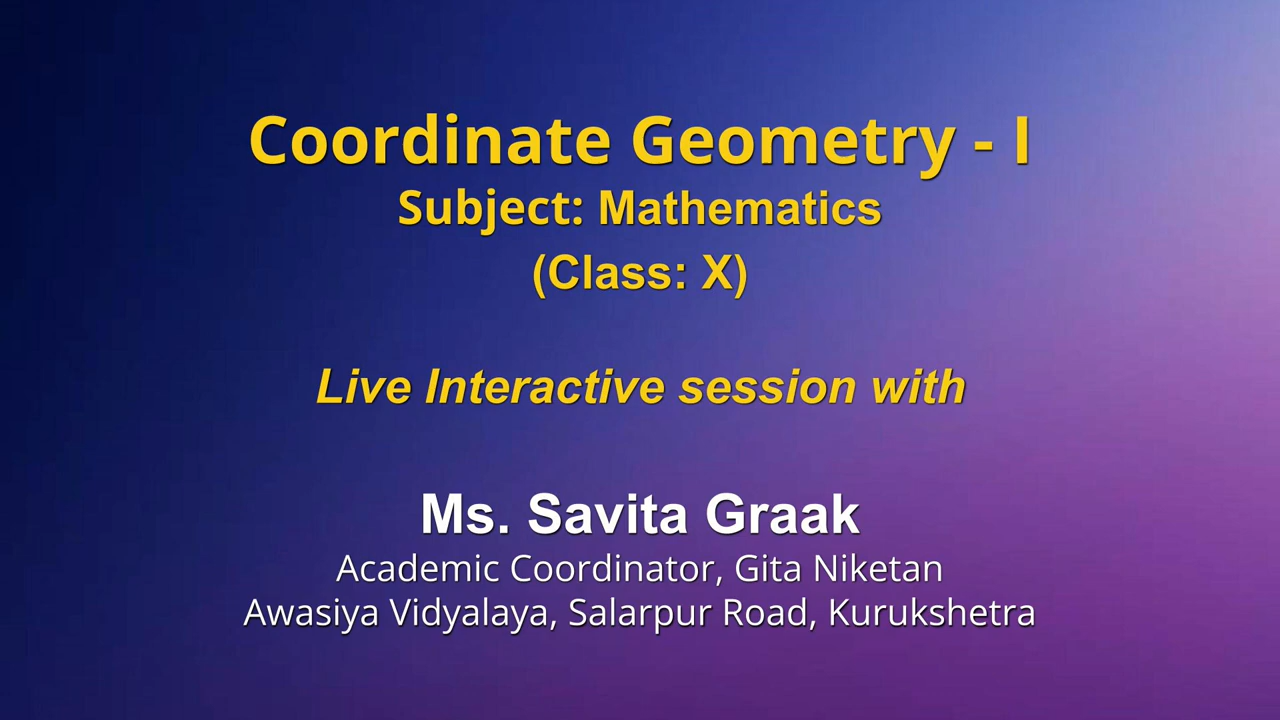 Coordinate Geometry - I
Subject: Mathematics
(Class: X)
Live Interactive session with
Ms. Savita Graak
Academic Coordinator, Gita Niketan
Awasiya Vidyalaya, Salarpur Road, Kurukshetra